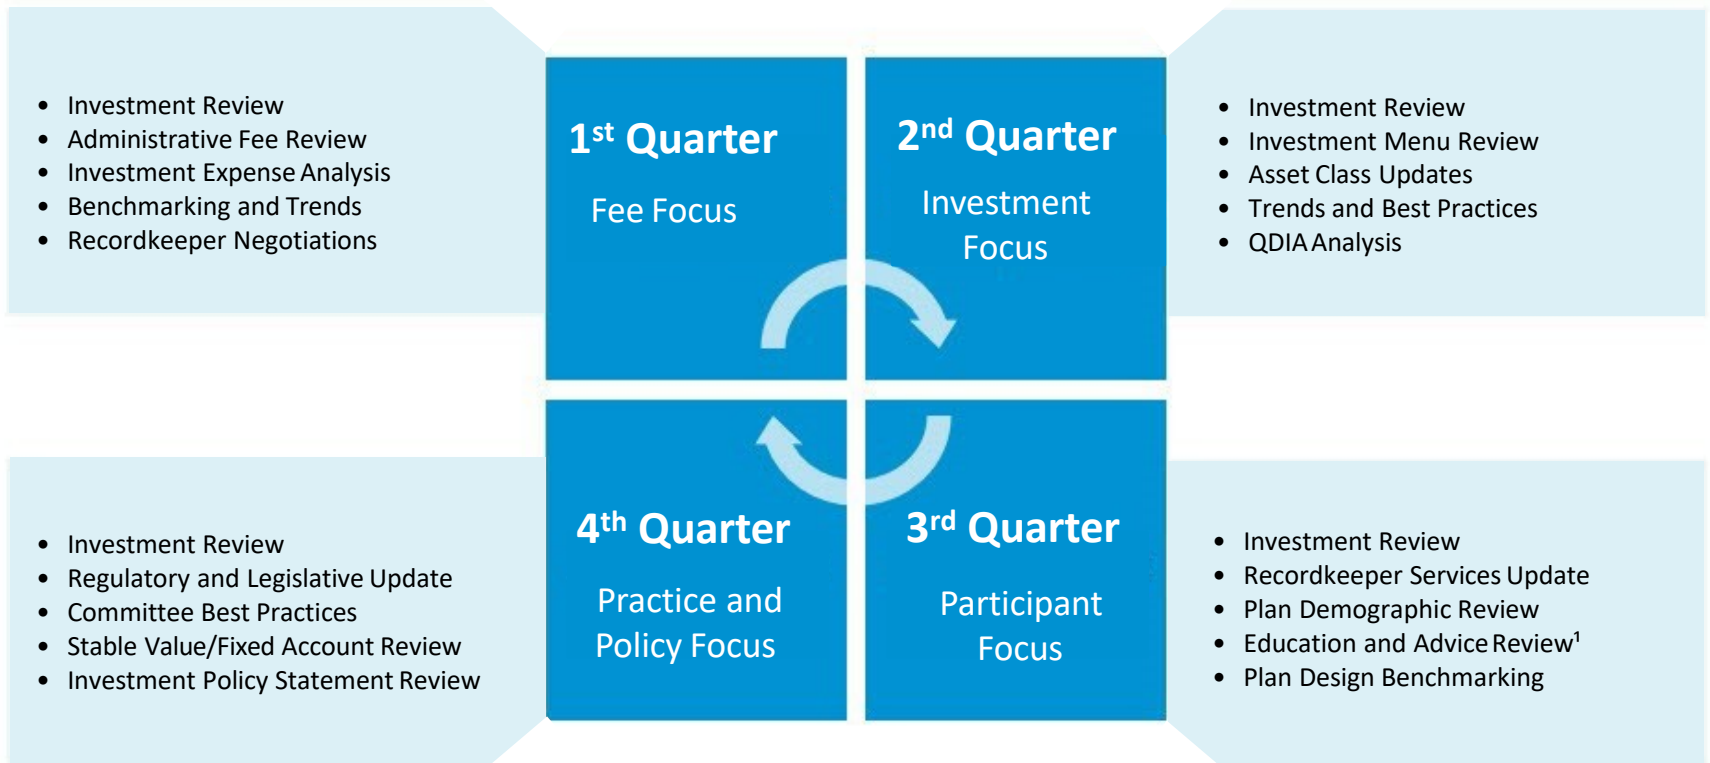 • Investment Review
• Administrative Fee Review
• Investment Expense Analysis
• Benchmarking and Trends
• Recordkeeper Negotiations
1st Quarter
Fee Focus
2nd Quarter
Investment
Focus
• Investment Review
• Investment Menu Review
• Asset Class Updates
• Trends and Best Practices
• QDIA Analysis
• Investment Review
• Regulatory and Legislative Update
• Committee Best Practices
• Stable Value/Fixed Account Review
• Investment Policy Statement Review
4th Quarter
Practice and
Policy Focus
3rd Quarter
Participant
Focus
• Investment Review
• Recordkeeper Services Update
• Plan Demographic Review
• Education and Advice Review¹
• Plan Design Benchmarking